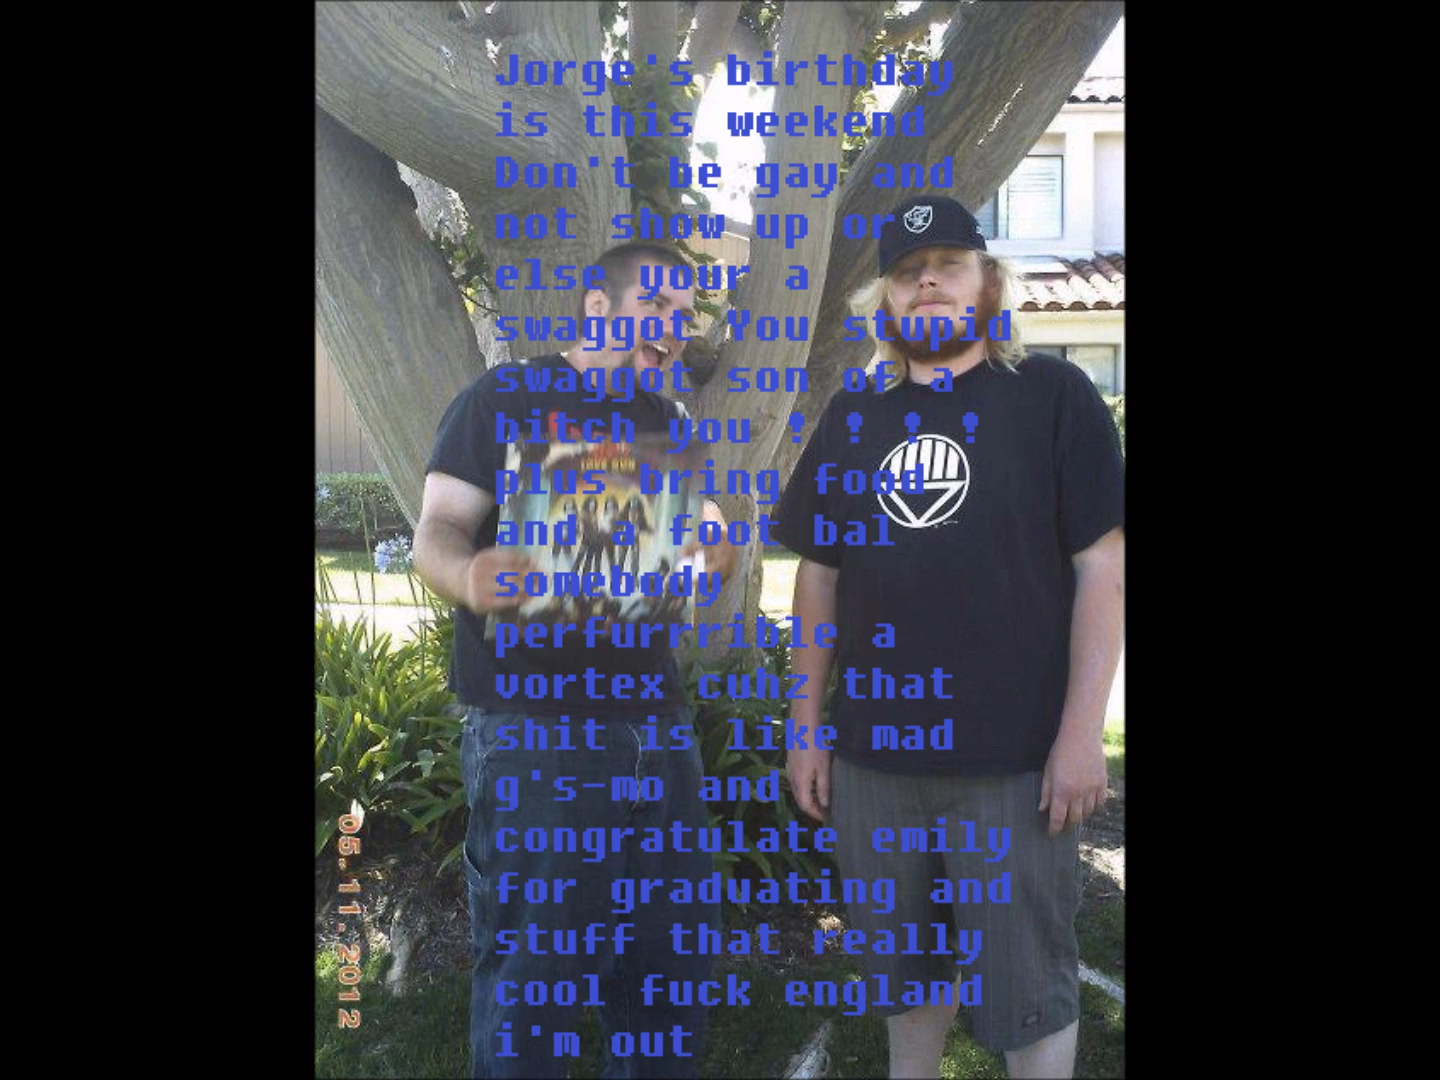 Jorge's birthday
is this weekend
Don't be gay and
not show up or
else your a
swaggot You stupid
swaggot son of a
bitch you ! ! ! !
plus bring food
and a foot bal
somebody
perfurrrible a
vortex cuhz that
shit is like mad
g's-mo and
congratulate emily
for graduating and
stuff that really
cool fuck england
i'm out
05.11.2012